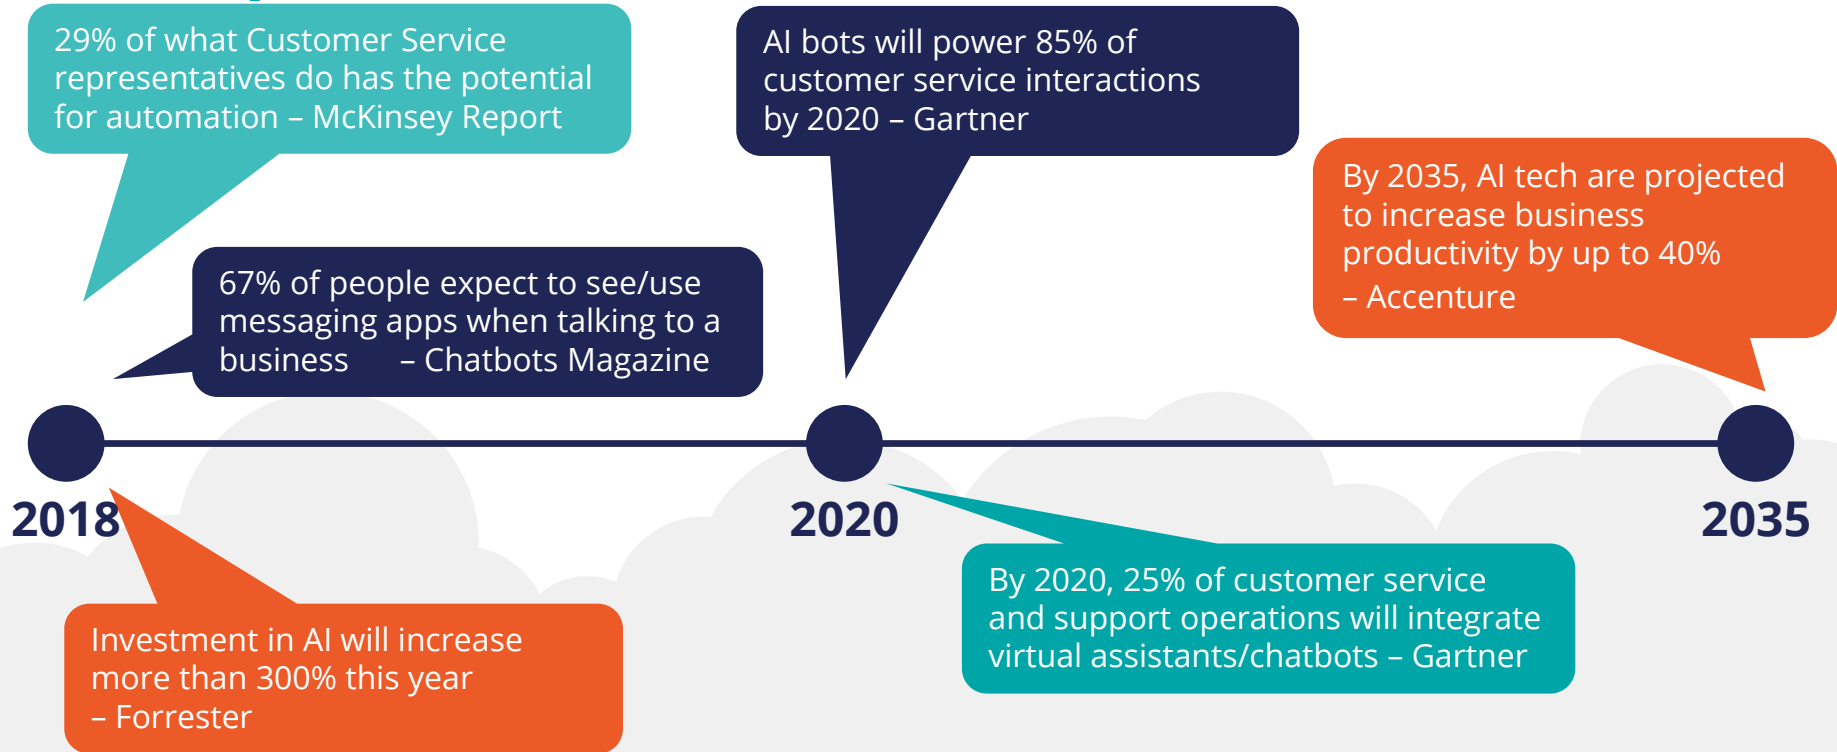 29% of what Customer Service
representatives do has the potential
for automation – McKinsey Report
AI bots will power 85% of
customer service interactions
by 2020 – Gartner
By 2035, AI tech are projected
to increase business
productivity by up to 40%
– Accenture
67% of people expect to see/use
messaging apps when talking to a
business – Chatbots Magazine
2018
2020
2035
Investment in AI will increase
more than 300% this year
– Forrester
By 2020, 25% of customer service
and support operations will integrate
virtual assistants/chatbots – Gartner